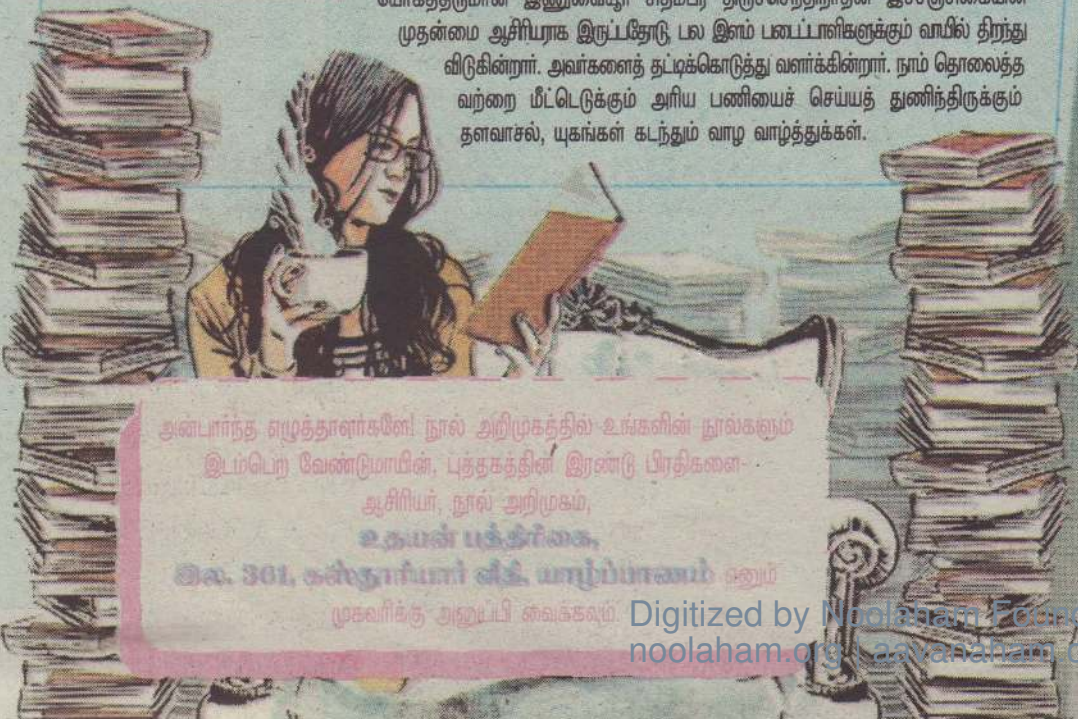 முதன்மை ஆசிரியராக இருப்பதோடு பல இளம் படைப்பாளிகளுக்கும் வாயில் திறந்து
விடுகின்றார். அவர்களைத் தட்டிக்கொடுத்து வளர்க்கின்றார். நாம் தொலைத்த
வற்றை மீட்டெடுக்கும் அரிய பணியைச் செய்யத் துணிந்திருக்கும்
தளவாசல், யுகங்கள் கடந்தும் வாழ வாழ்த்துக்கள்.
அன்பார்ந்த எழுத்தாளர்களே! நூல் அறிமுகத்தில் உங்களின் நூல்களும்
இடம்பெற வேண்டுமாயின், புத்தகத்தின் இரண்டு பிரதிகளை-
ஆசிரியர், நூல் அறிமுகம்,
உதயன் பத்திரிகை,
இல. 361, கஸ்தூரியார் வீதி, யாழ்ப்பாணம் எனும்
முகவரிக்கு அனுப்பி வைக்கவும்.
Digitized by Noolaham
noolaham.org | aavanaham